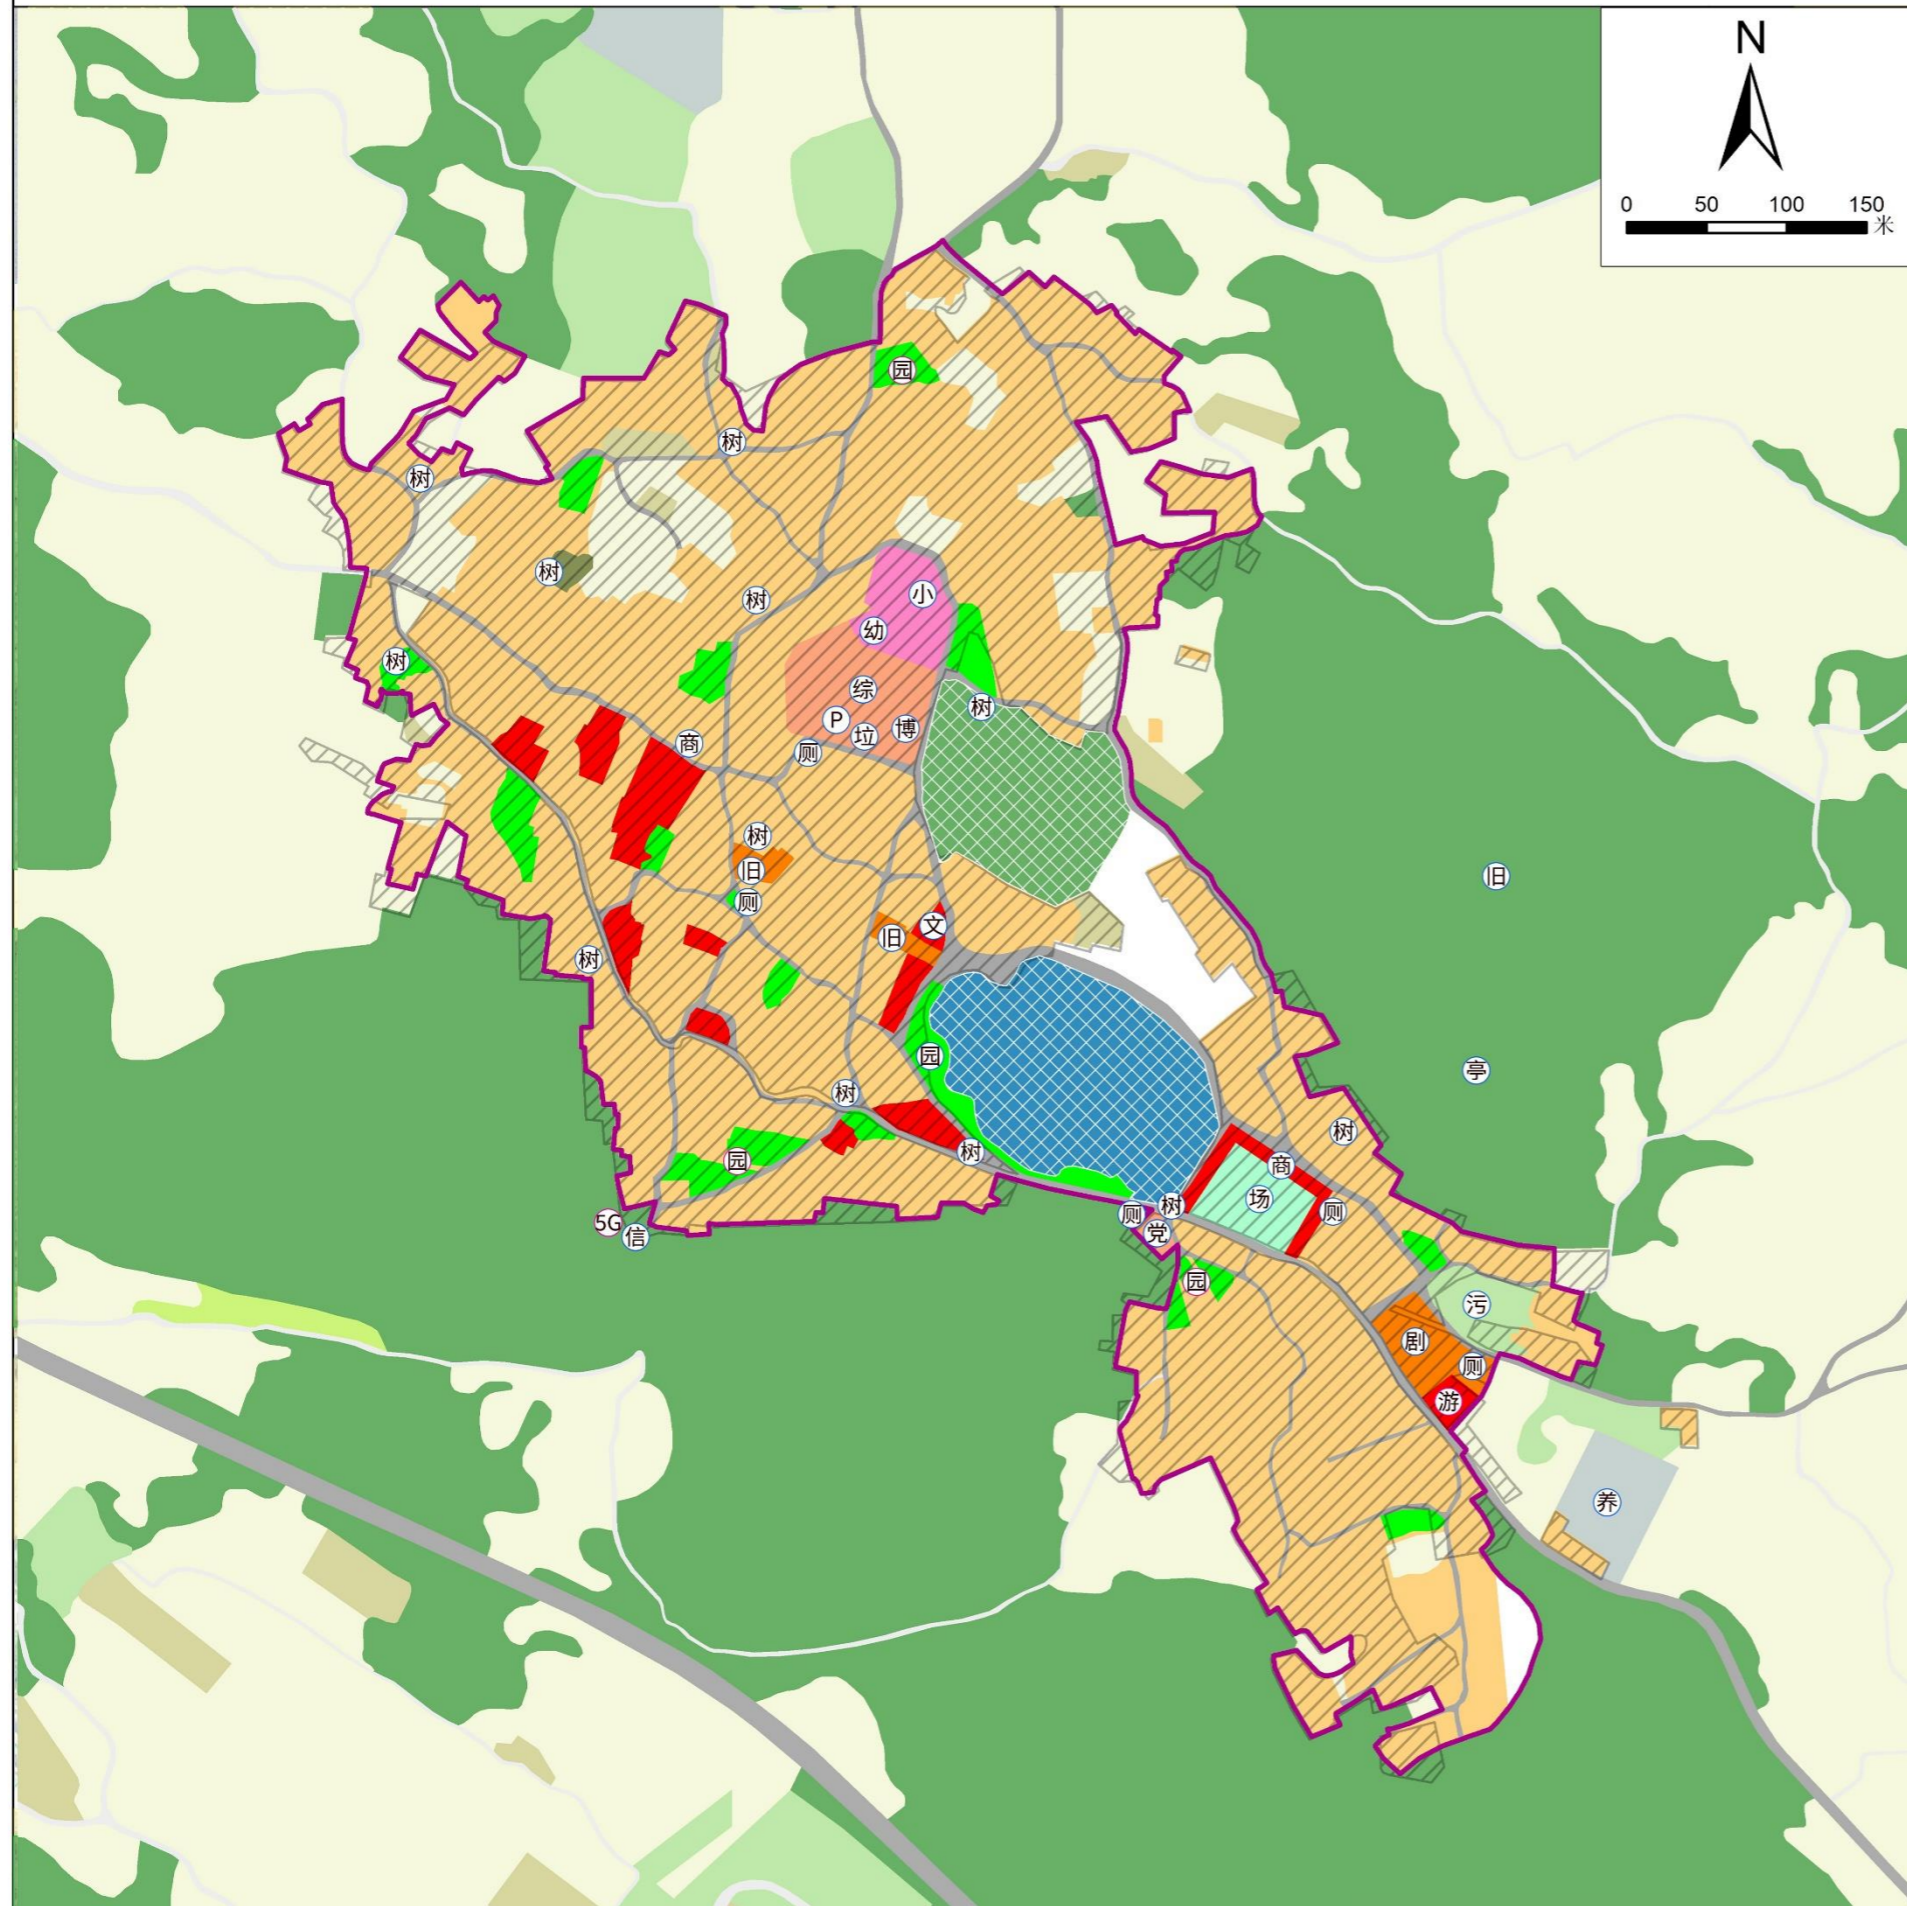 N
0 50 100 150
米
园
树
树
树
树
小
幼
树
综
树
P
垃
博
商
厕
树
旧
旧
厕
文
旧
树
园
亭
树
树
树
园
商
场
树
厕
厕
党
5G
信
园
污
剧
厕
游
养